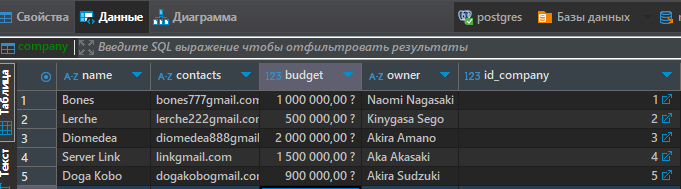 Свойства Данные Диаграмма postgres Базы данных
company Введите SQL выражение чтобы отфильтровать результаты
Таблица
Текст
A-Z name A-Z contacts 123 budget A-Z owner 123 id_company
1 Bones bones777gmail.com 1 000 000,00 ? Naomi Nagasaki 1
2 Lerche lerche222gmail.com 500 000,00 ? Kinygasa Sego 2
3 Diomedea diomedea888gmail 2 000 000,00 ? Akira Amano 3
4 Server Link linkgmail.com 1 500 000,00 ? Aka Akasaki 4
5 Doga Kobo dogakobogmail.com 900 000,00 ? Akira Sudzuki 5